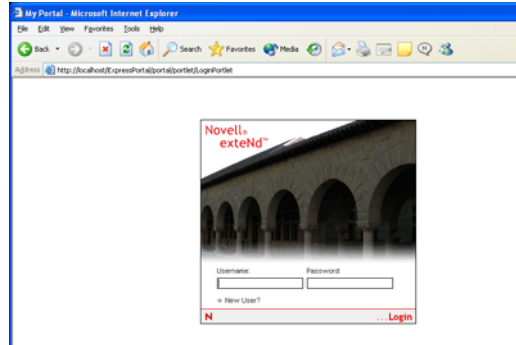 My Portal - Microsoft Internet Explorer
File Edit View Favorites Tools Help
Back Search Favorites Media
Address http://localhost/ExpressPortal/portal/portlet/LoginPortlet
Novell®
exteNd™
Username: Password:
» New User?
N ...Login